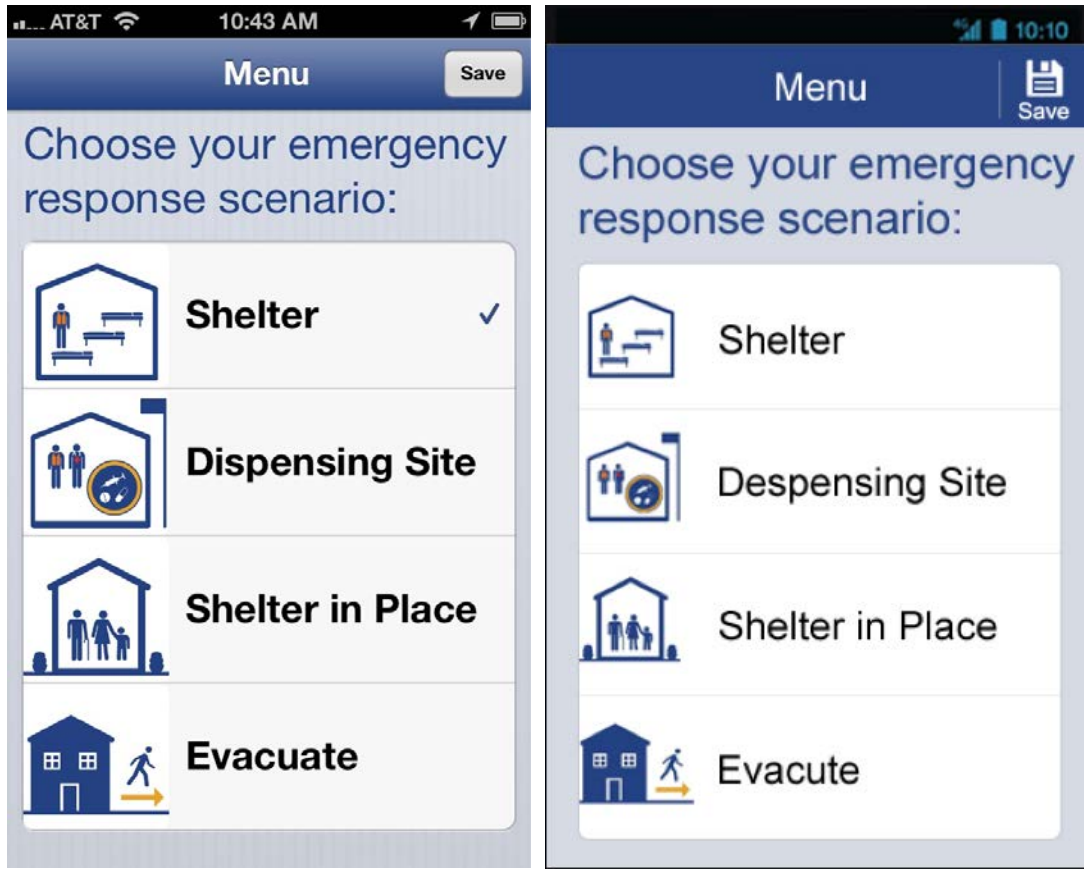 AT&T 10:43 AM
Menu Save
Choose your emergency
response scenario:
Shelter
Dispensing Site
Shelter in Place
Evacuate
4G 10:10
Menu Save
Choose your emergency
response scenario:
Shelter
Despensing Site
Shelter in Place
Evacute